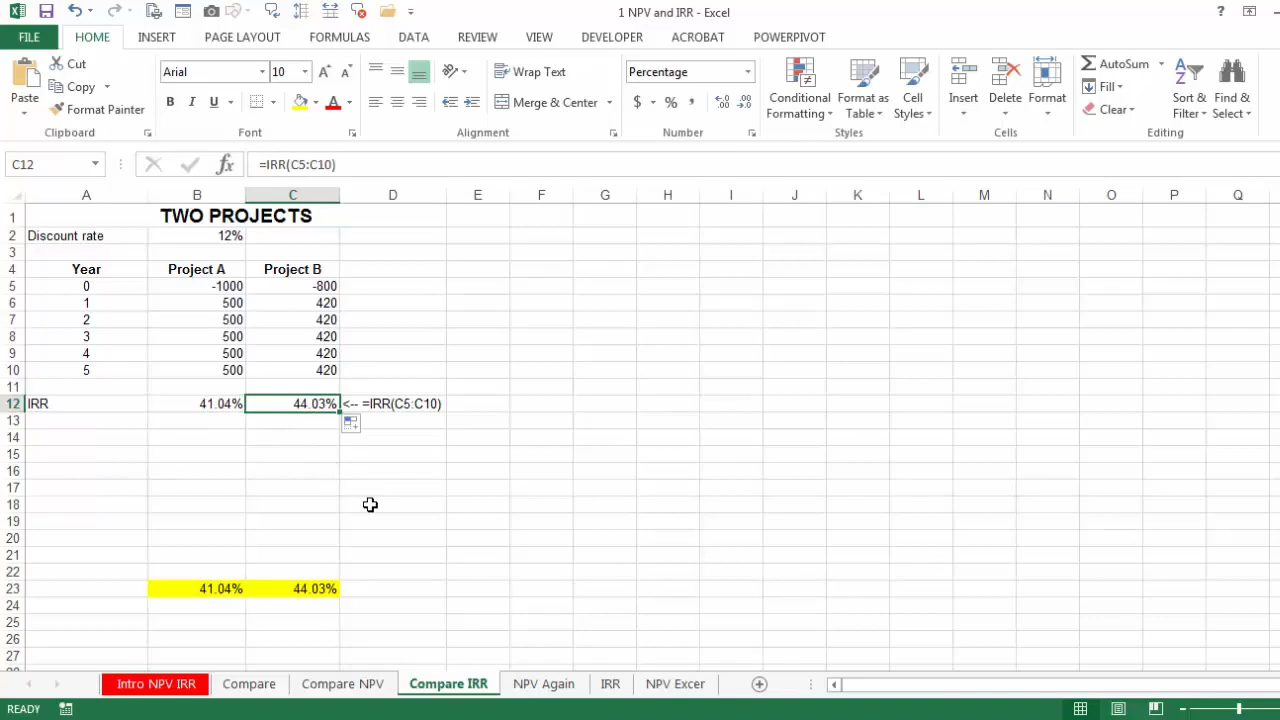 1 NPV and IRR - Excel
?
FILE HOME INSERT PAGE LAYOUT FORMULAS DATA REVIEW VIEW DEVELOPER ACROBAT POWERPIVOT
Paste
Cut
Copy
Format Painter
Clipboard
Arial 10
B I U
Font
Wrap Text
Merge & Center
Alignment
Percentage
$ % ,
Number
Conditional Formatting
Format as Table
Cell Styles
Styles
Insert
Delete
Format
Cells
AutoSum
Fill
Clear
Sort & Filter
Find & Select
Editing
C12 fx =IRR(C5:C10)
A B C D E F G H I J K L M N O P Q
1 TWO PROJECTS
2 Discount rate 12%
3
4 Year Project A Project B
5 0 -1000 -800
6 1 500 420
7 2 500 420
8 3 500 420
9 4 500 420
10 5 500 420
11
12 IRR 41.04% 44.03% <-- =IRR(C5:C10)
13
14
15
16
17
18
19
20
21
22
23 41.04% 44.03%
24
25
26
27
Intro NPV IRR Compare Compare NPV Compare IRR NPV Again IRR NPV Excer
READY